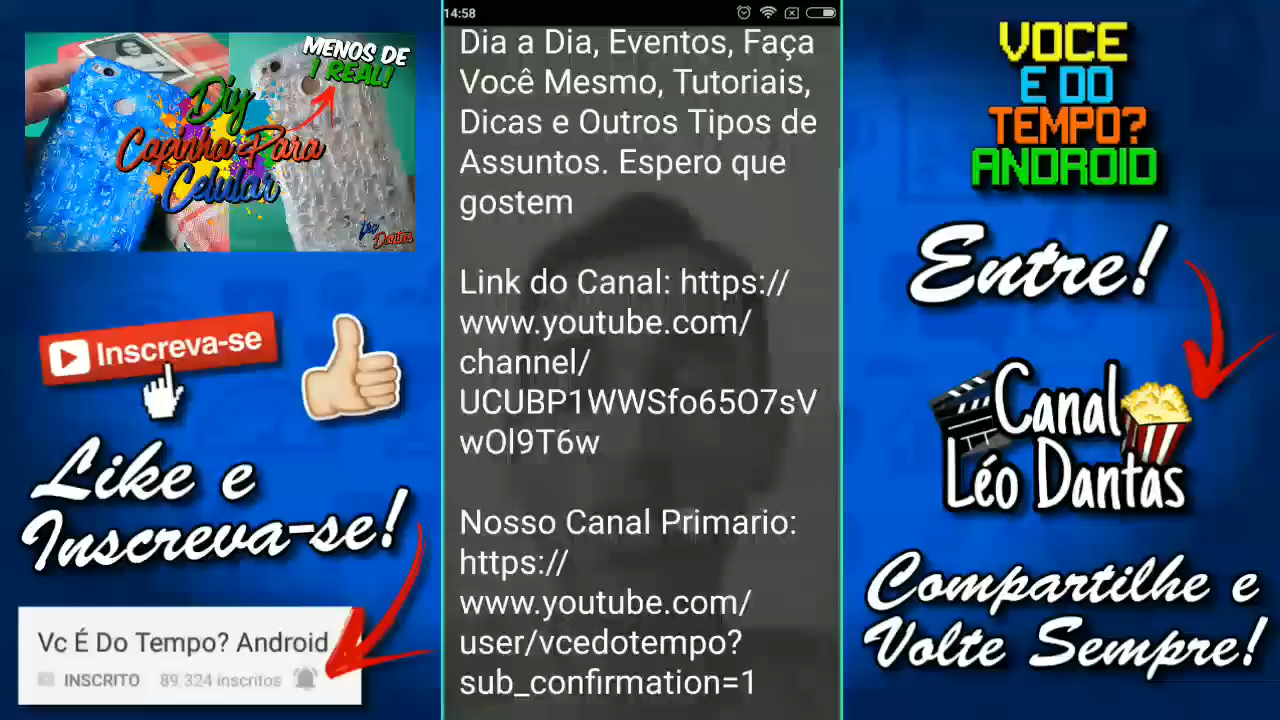 MENOS DE
1 REAL!
Diy
Capinha Para
Celular
Léo
Dantas
Inscreva-se
Like e
Inscreva-se!
Vc É Do Tempo? Android
INSCRITO 89.324 inscritos
14:58
Dia a Dia, Eventos, Faça
Você Mesmo, Tutoriais,
Dicas e Outros Tipos de
Assuntos. Espero que
gostem
Link do Canal: https://
www.youtube.com/
channel/
UCUBP1WWSfo65O7sV
wOl9T6w
Nosso Canal Primario:
https://
www.youtube.com/
user/vcedotempo?
sub_confirmation=1
VOCE
E DO
TEMPO?
ANDROID
Entre!
Canal
Léo Dantas
Compartilhe e
Volte Sempre!